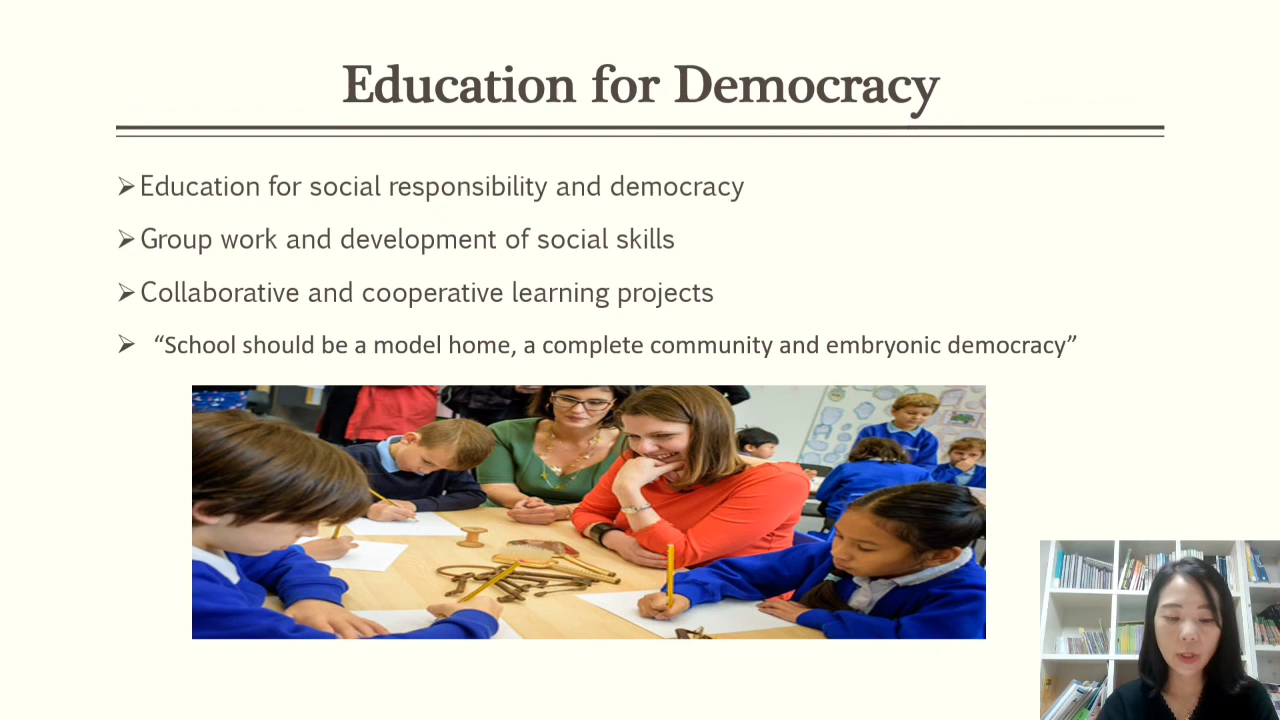 Education for Democracy
➢Education for social responsibility and democracy
➢Group work and development of social skills
➢Collaborative and cooperative learning projects
➢ “School should be a model home, a complete community and embryonic democracy”